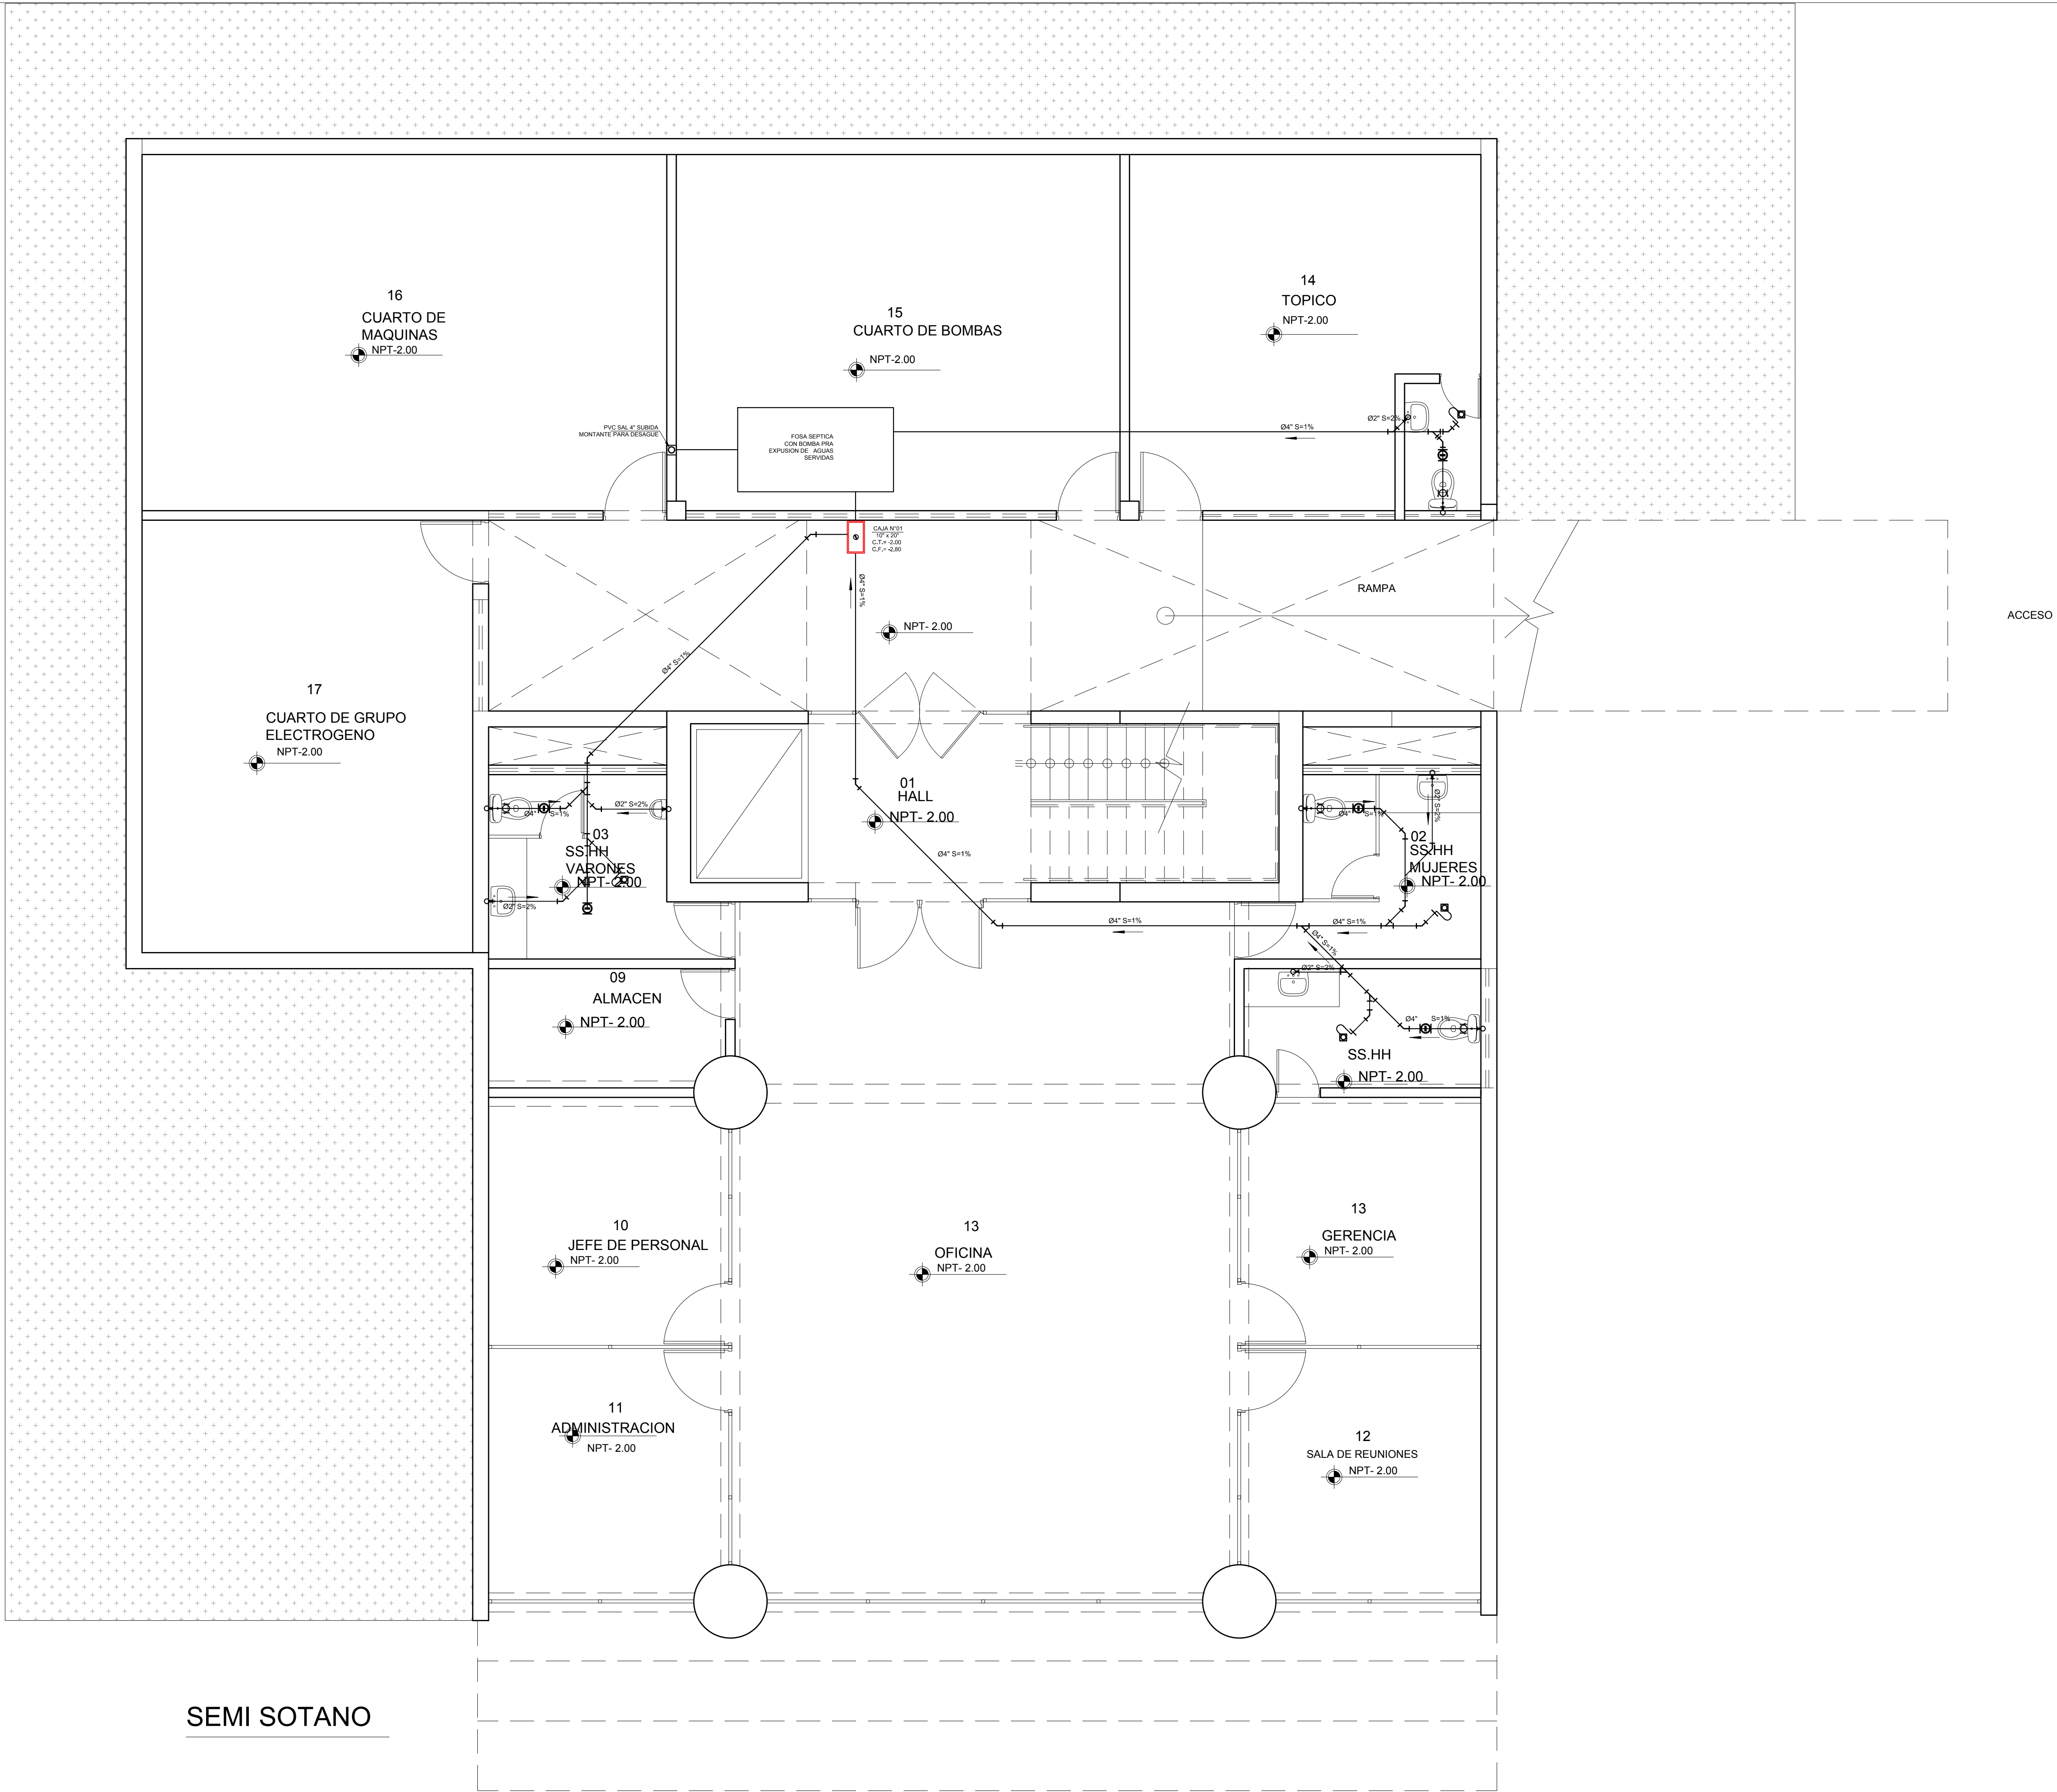 16
CUARTO DE
MAQUINAS
NPT-2.00
15
CUARTO DE BOMBAS
NPT-2.00
14
TOPICO
NPT-2.00
PVC SAL 4" SUBIDA
MONTANTE PARA DESAGUE
FOSA SEPTICA
CON BOMBA PRA
EXPUSION DE AGUAS
SERVIDAS
Ø4" S=1%
Ø2" S=2%
CAJA N°01
10" x 20"
C.T.= -2.00
C.F.= -2,80
Ø4" S=1%
Ø4" S=1%
NPT- 2.00
RAMPA
ACCESO
17
CUARTO DE GRUPO
ELECTROGENO
NPT-2.00
01
HALL
NPT- 2.00
Ø4" S=1%
Ø2" S=2%
03
SS.HH
VARONES
NPT- 2.00
Ø2" S=2%
Ø4" S=1%
Ø4" S=1%
Ø2" S=2%
02
SS.HH
MUJERES
NPT- 2.00
Ø4" S=1%
Ø4" S=1%
Ø4" S=1%
Ø2" S=2%
Ø4" S=1%
SS.HH
NPT- 2.00
09
ALMACEN
NPT- 2.00
10
JEFE DE PERSONAL
NPT- 2.00
13
OFICINA
NPT- 2.00
13
GERENCIA
NPT- 2.00
11
ADMINISTRACION
NPT- 2.00
12
SALA DE REUNIONES
NPT- 2.00
SEMI SOTANO